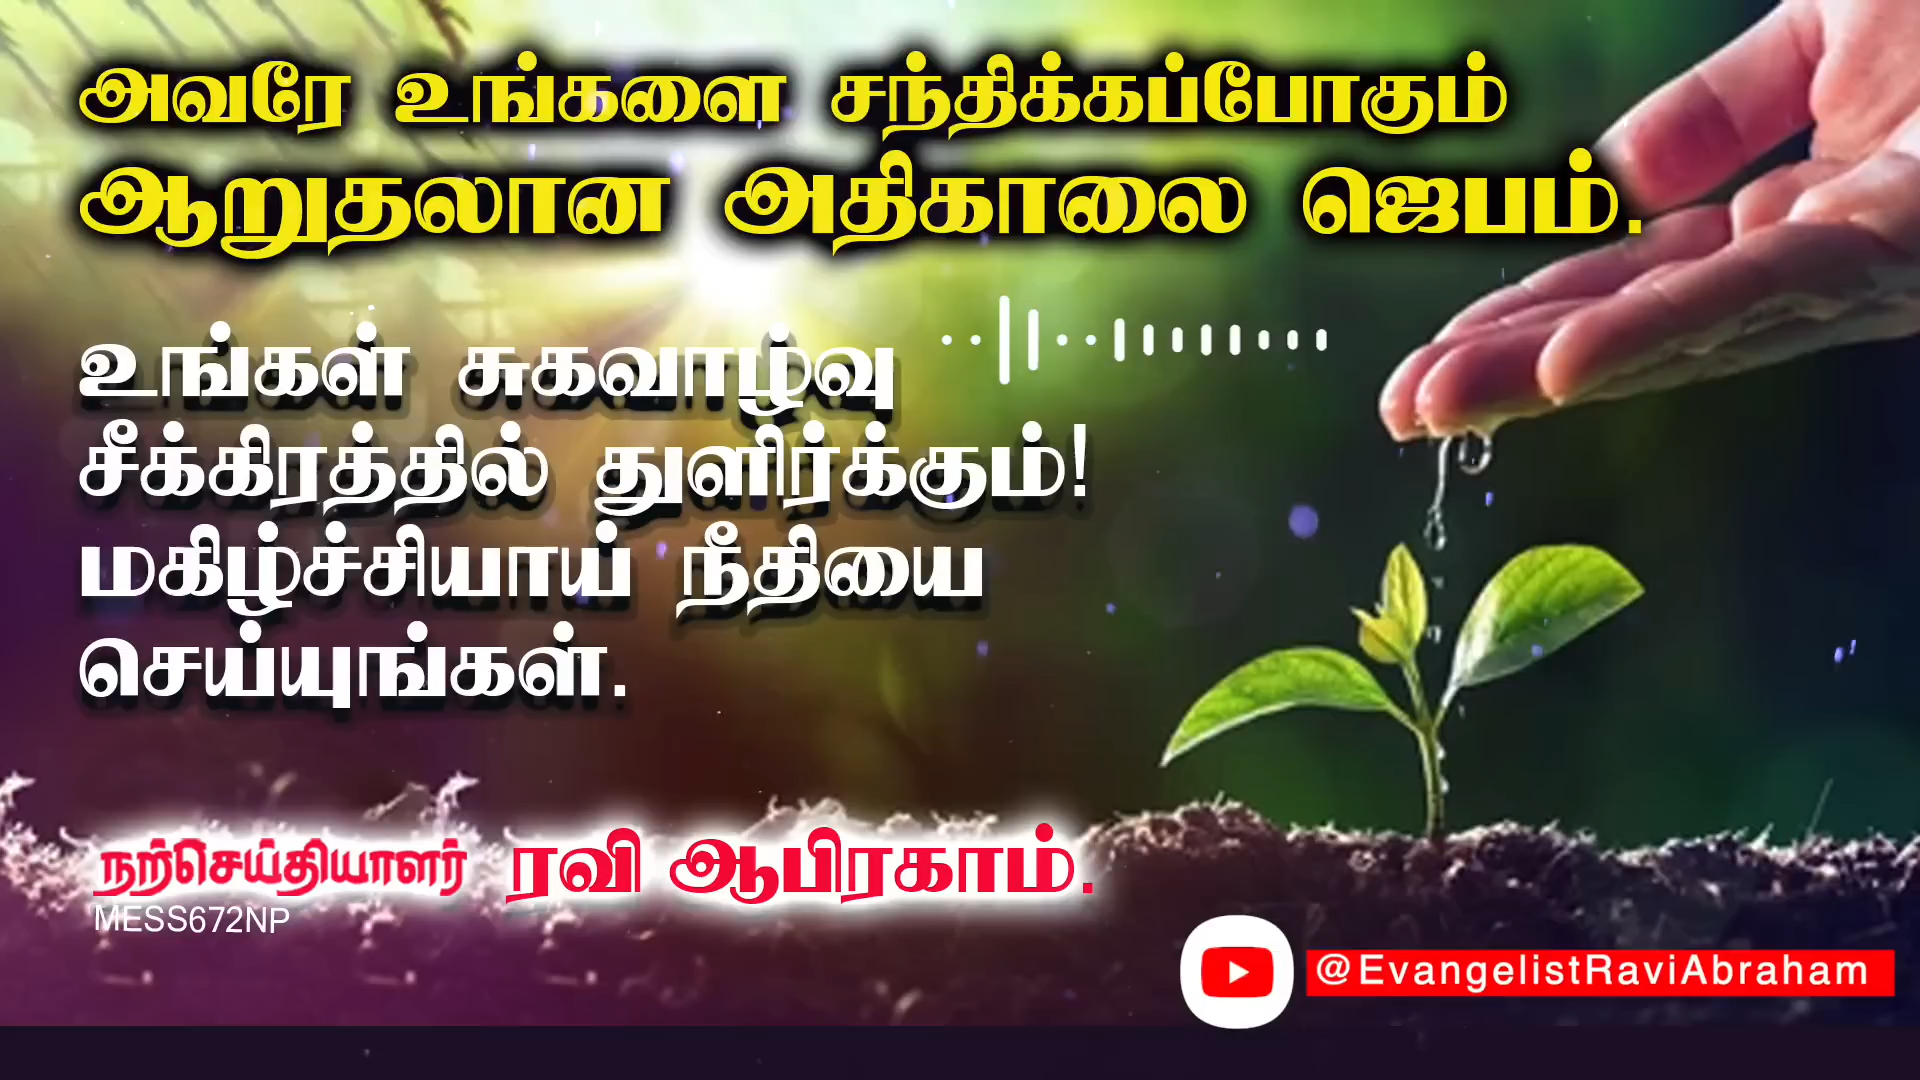 அவரே உங்களை சந்திக்கப்போகும்
ஆறுதலான அதிகாலை ஜெபம்.
உங்கள் சுகவாழ்வு
சீக்கிரத்தில் துளிர்க்கும்!
மகிழ்ச்சியாய் நீதியை
செய்யுங்கள்.
நற்செய்தியாளர் ரவி ஆபிரகாம்.
MESS672NP
@EvangelistRaviAbraham